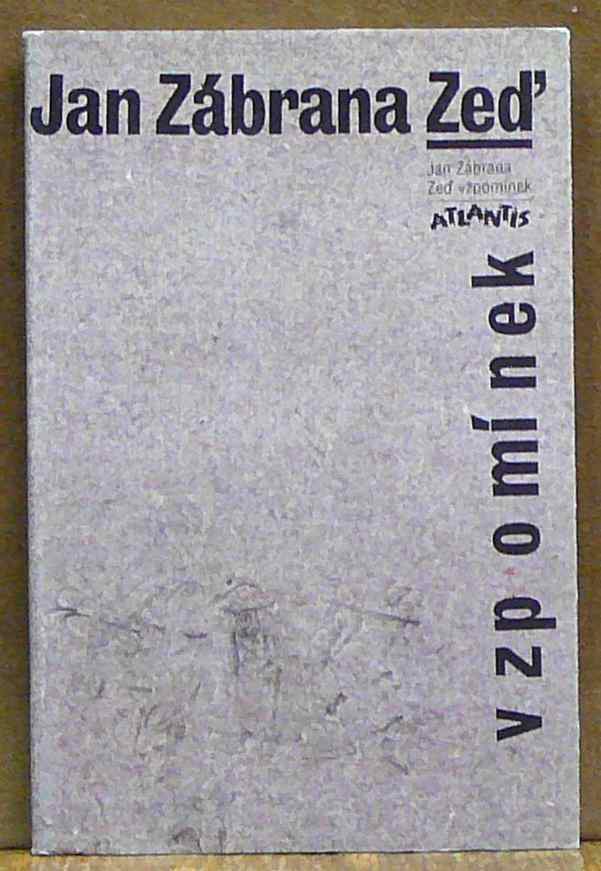 Jan Zábrana Zeď
Jan Zábrana
Zeď vzpomínek
ATLANTIS
vzpomínek